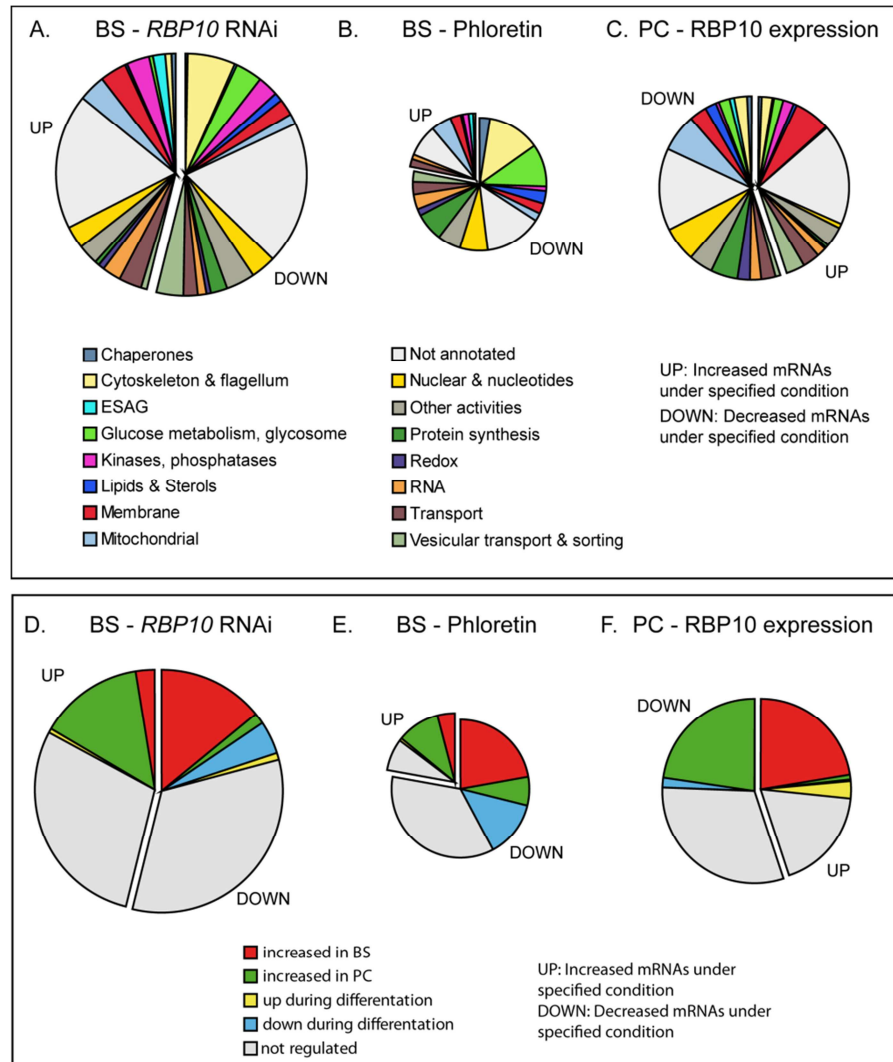 A. BS - RBP10 RNAi
B. BS - Phloretin
C. PC - RBP10 expression
UP
DOWN
UP
DOWN
DOWN
UP
Chaperones
Cytoskeleton & flagellum
ESAG
Glucose metabolism, glycosome
Kinases, phosphatases
Lipids & Sterols
Membrane
Mitochondrial
Not annotated
Nuclear & nucleotides
Other activities
Protein synthesis
Redox
RNA
Transport
Vesicular transport & sorting
UP: Increased mRNAs
under specified condition
DOWN: Decreased mRNAs
under specified condition
D. BS - RBP10 RNAi
E. BS - Phloretin
F. PC - RBP10 expression
UP
DOWN
UP
DOWN
DOWN
UP
increased in BS
increased in PC
up during differentation
down during differentation
not regulated
UP: Increased mRNAs under
specified condition
DOWN: Decreased mRNAs under
specified condition